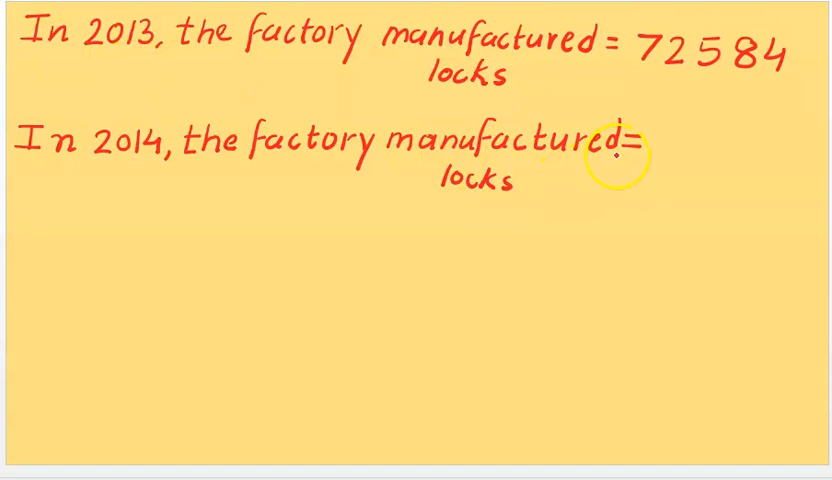 In 2013, the factory manufactured = 72584
locks
In 2014, the factory manufactured =
locks